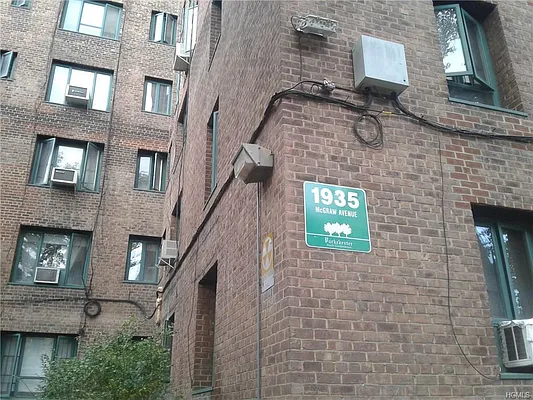 1935
McGRAW AVENUE
Parkchester
HGMLS